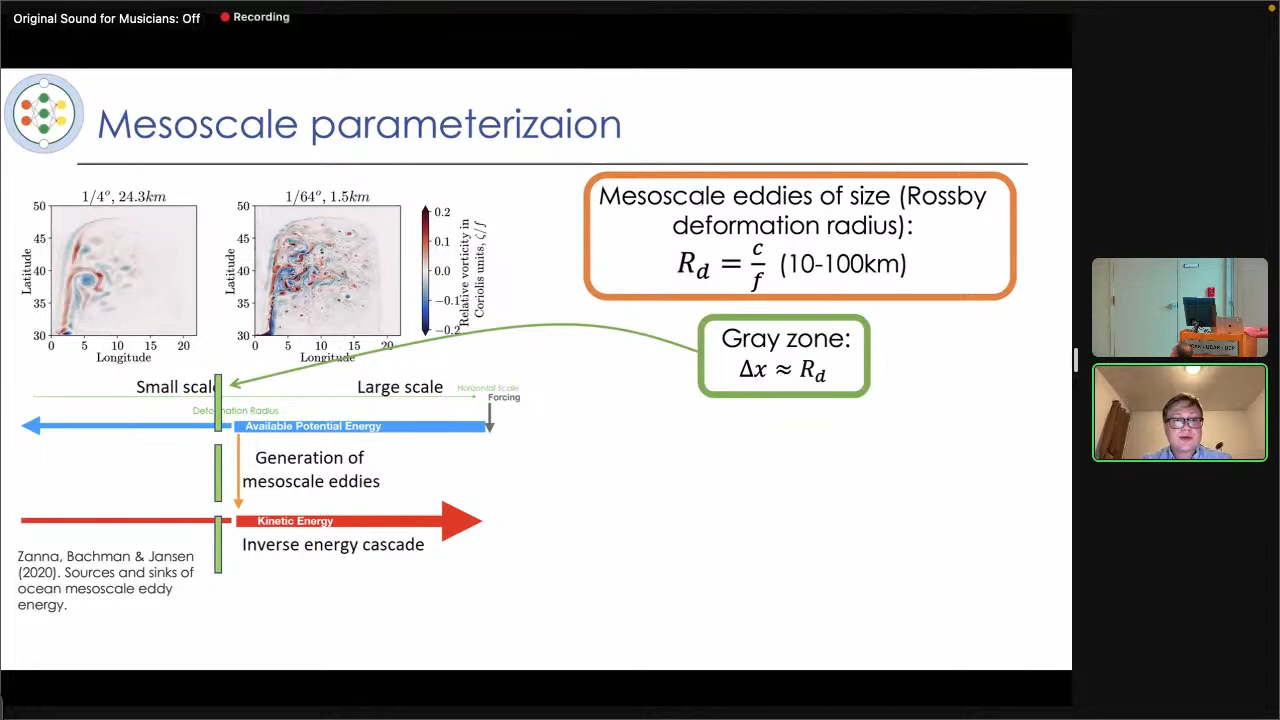 Original Sound for Musicians: Off
Recording
Mesoscale parameterizaion
1/4°, 24.3km
1/64°, 1.5km
50
45
40
35
30
Latitude
0 5 10 15 20
Longitude
50
45
40
35
30
Latitude
0 5 10 15 20
Longitude
0.2
0.1
0.0
−0.1
−0.2
Relative vorticity in
Coriolis units, ζ/f
Mesoscale eddies of size (Rossby
deformation radius):
R_d = c/f (10-100km)
Gray zone:
Δx ≈ R_d
Small scale
Large scale
Horizontal Scale
Forcing
Deformation Radius
Available Potential Energy
Generation of
mesoscale eddies
Kinetic Energy
Inverse energy cascade
Zanna, Bachman & Jansen
(2020). Sources and sinks of
ocean mesoscale eddy
energy.